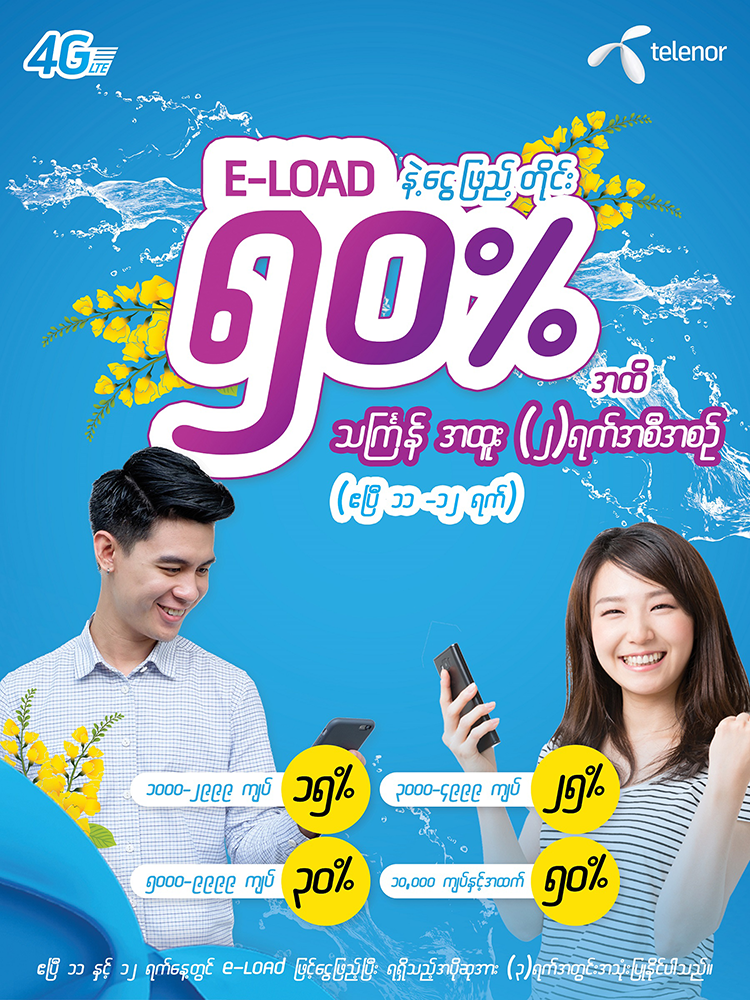 4G LTE
telenor
E-LOAD နဲ့ငွေဖြည့်တိုင်း
၅၀%
အထိ
သင်္ကြန် အထူး (၂)ရက်အစီအစဉ်
(ဧပြီ ၁၁ -၁၂ ရက်)
၁၀၀၀-၂၉၉၉ ကျပ် ၁၅%
၃၀၀၀-၄၉၉၉ ကျပ် ၂၅%
၅၀၀၀-၉၉၉၉ ကျပ် ၃၀%
၁၀,၀၀၀ ကျပ်နှင့်အထက် ၅၀%
ဧပြီ ၁၁ နှင့် ၁၂ ရက်နေ့တွင် e-Load ဖြင့်ငွေဖြည့်ပြီး ရရှိသည့်အပိုဆုအား (၃)ရက်အတွင်းအသုံးပြုနိုင်ပါသည်။